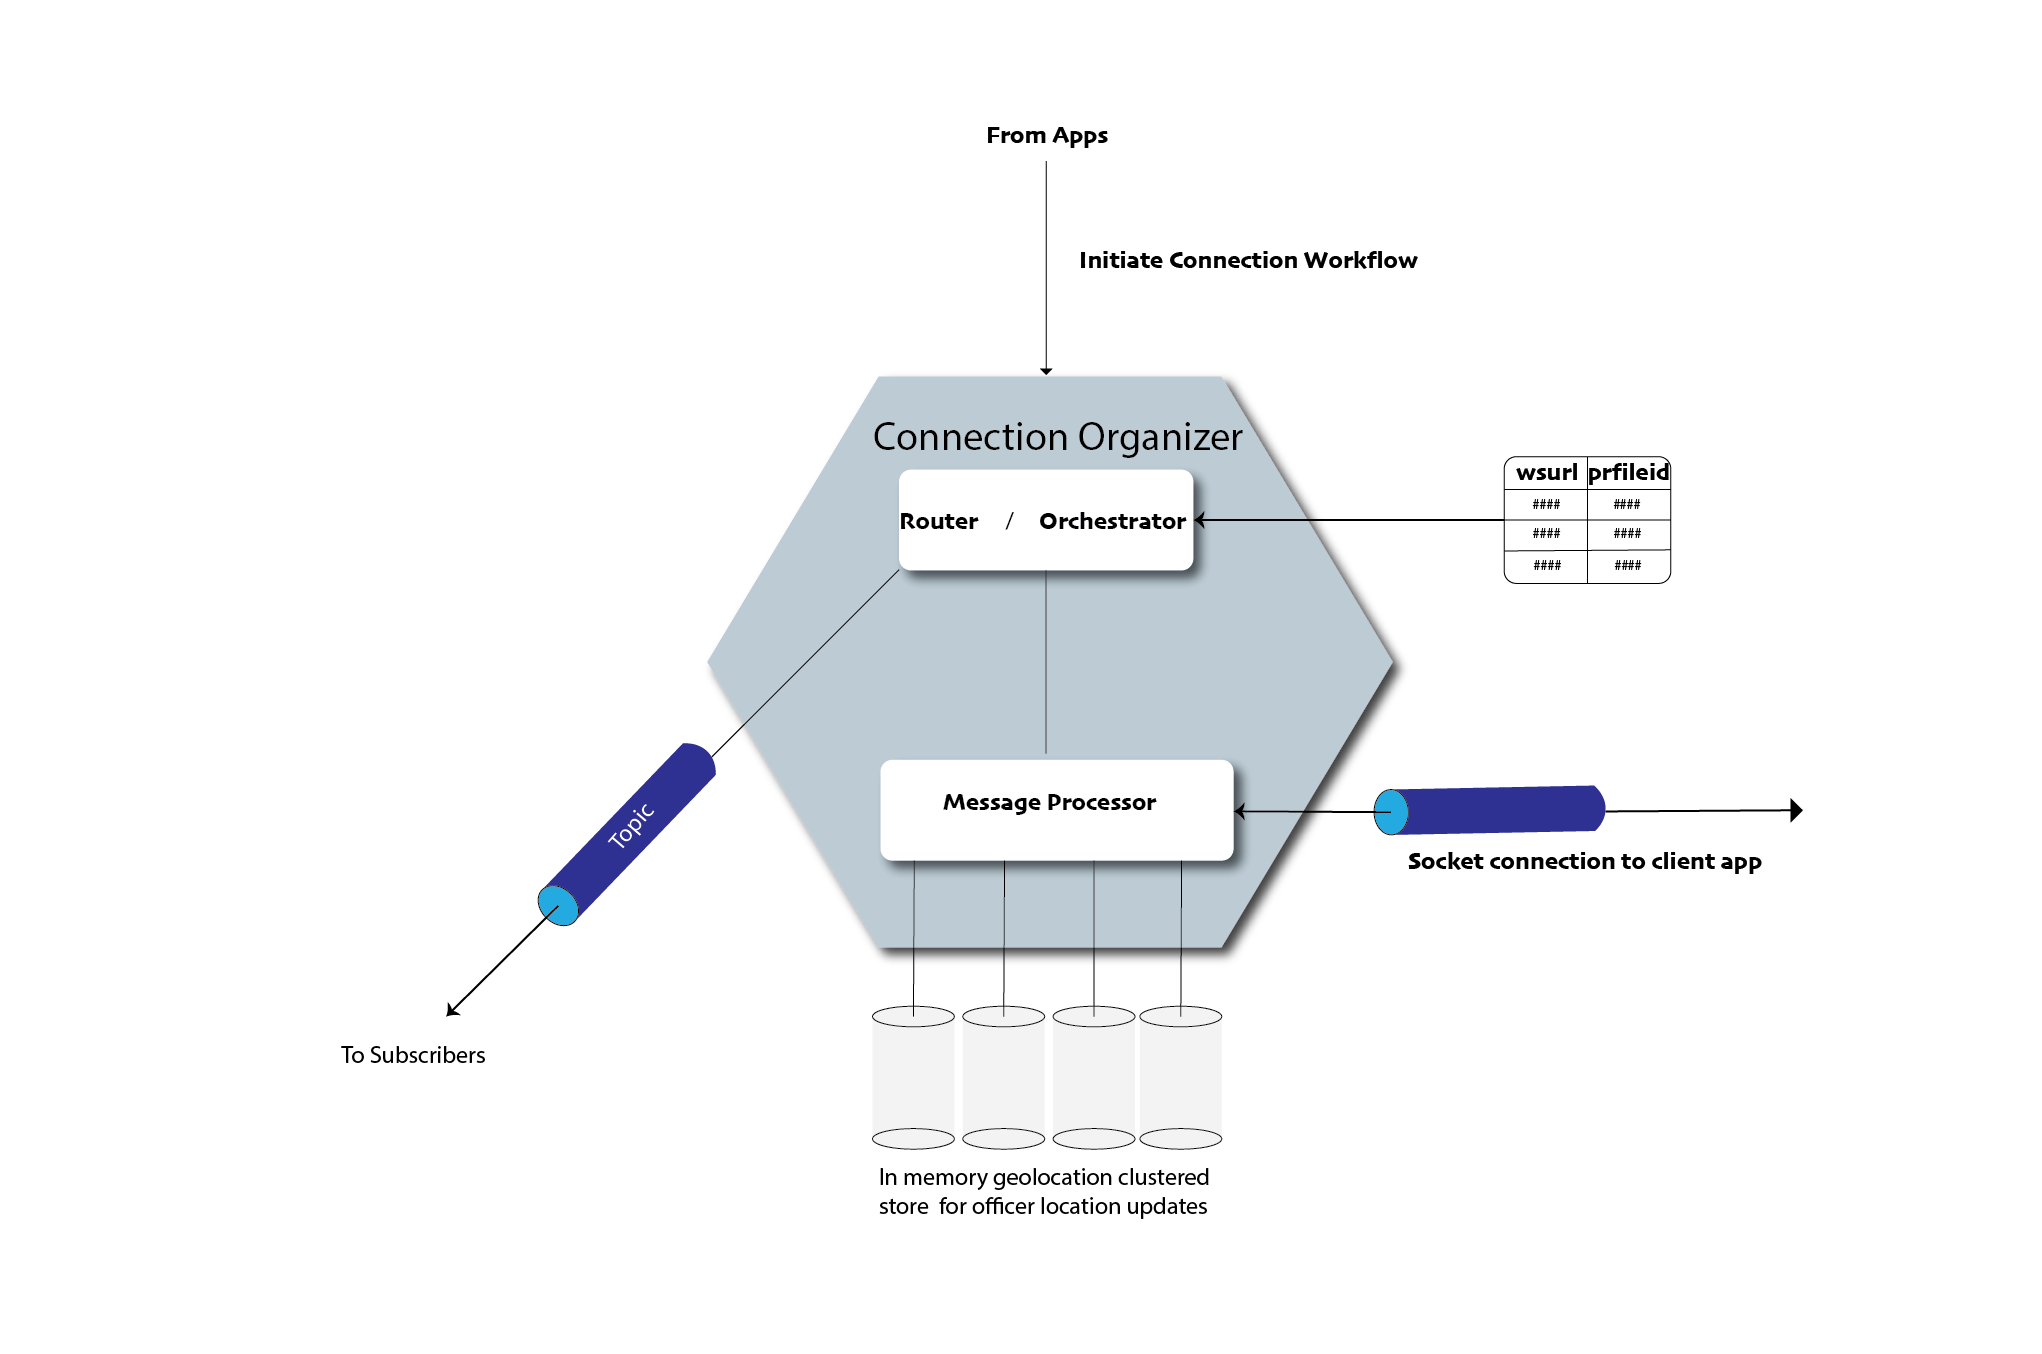 From Apps
Initiate Connection Workflow
Connection Organizer
wsurl prfileid
#### ####
#### ####
#### ####
Router / Orchestrator
Message Processor
Topic
Socket connection to client app
To Subscribers
In memory geolocation clustered
store for officer location updates